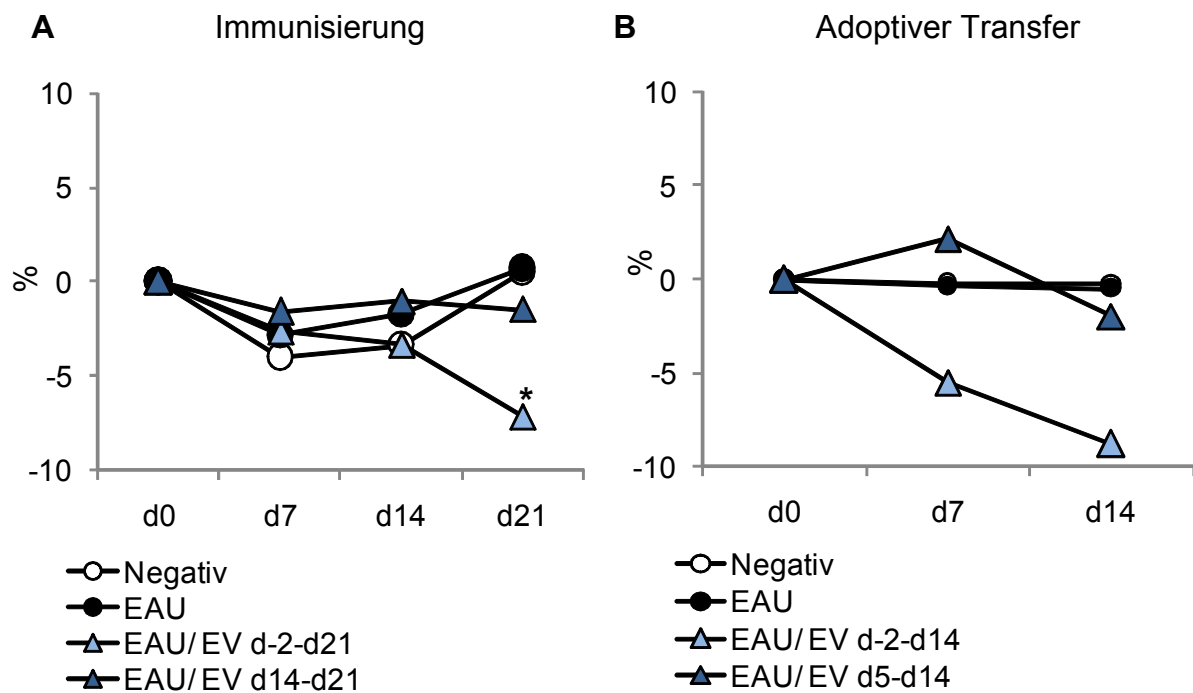 A Immunisierung
10
5
0
-5
-10
%
*
d0 d7 d14 d21
Negativ
EAU
EAU/ EV d-2-d21
EAU/ EV d14-d21
B Adoptiver Transfer
10
5
0
-5
-10
%
d0 d7 d14
Negativ
EAU
EAU/ EV d-2-d14
EAU/ EV d5-d14